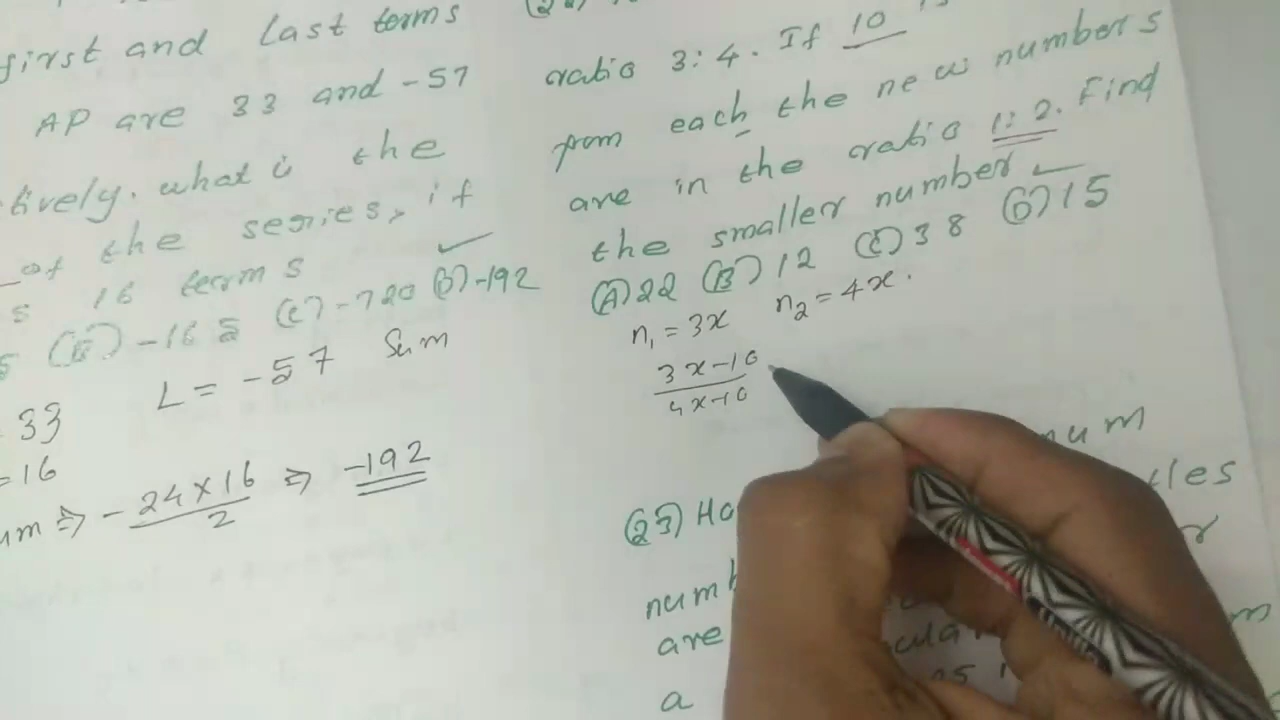 first and last terms
AP are 33 and -57
tively. what is the
of the series, if
16 terms
(B) -165 (C) -720 (D) -192
L = -57 Sum
33
=16
um ⇒ -24×16/2 ⇒ -192
ratio 3:4. If 10
from each the new numbers
are in the ratio 1:2. Find
the smaller number
(A) 22 (B) 12 (C) 38 (D) 15
n₁ = 3x n₂ = 4x.
3x-10
4x-10
num
(23) Ho
tles
num
are
a